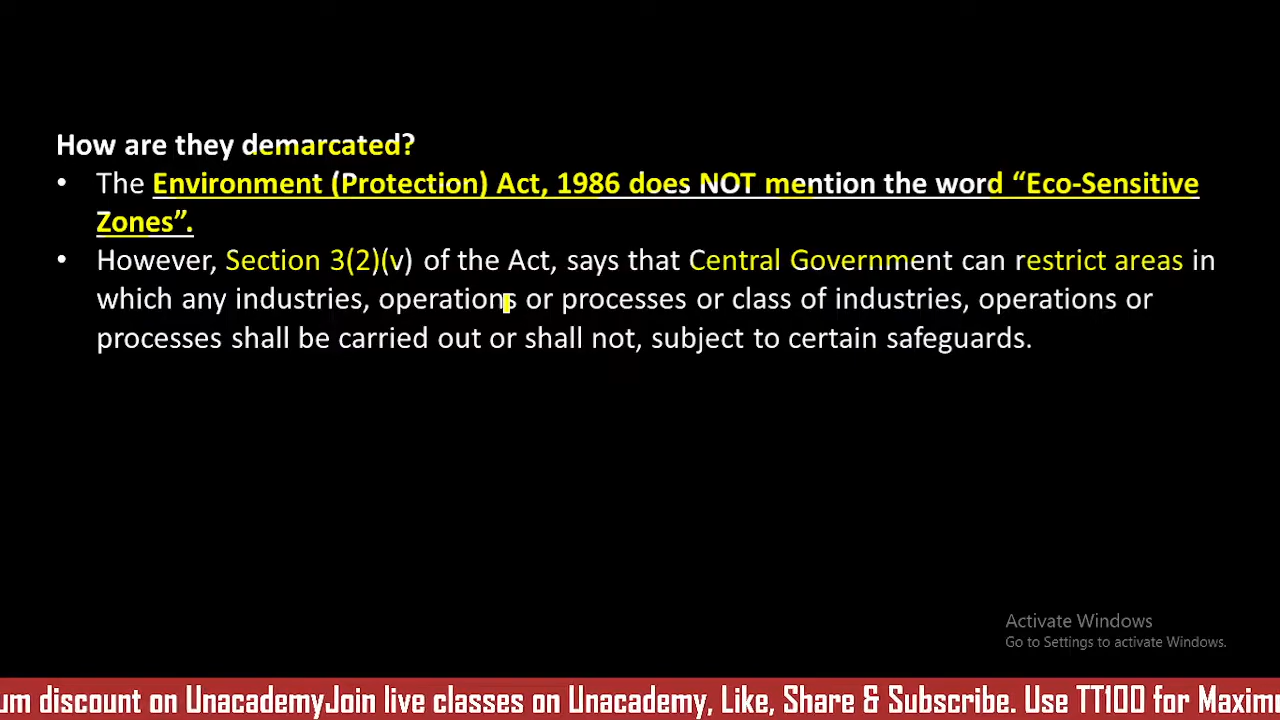 How are they demarcated?
• The Environment (Protection) Act, 1986 does NOT mention the word “Eco-Sensitive
Zones”.
• However, Section 3(2)(v) of the Act, says that Central Government can restrict areas in
which any industries, operations or processes or class of industries, operations or
processes shall be carried out or shall not, subject to certain safeguards.
Activate Windows
Go to Settings to activate Windows.
um discount on UnacademyJoin live classes on Unacademy, Like, Share & Subscribe. Use TT100 for Maxim